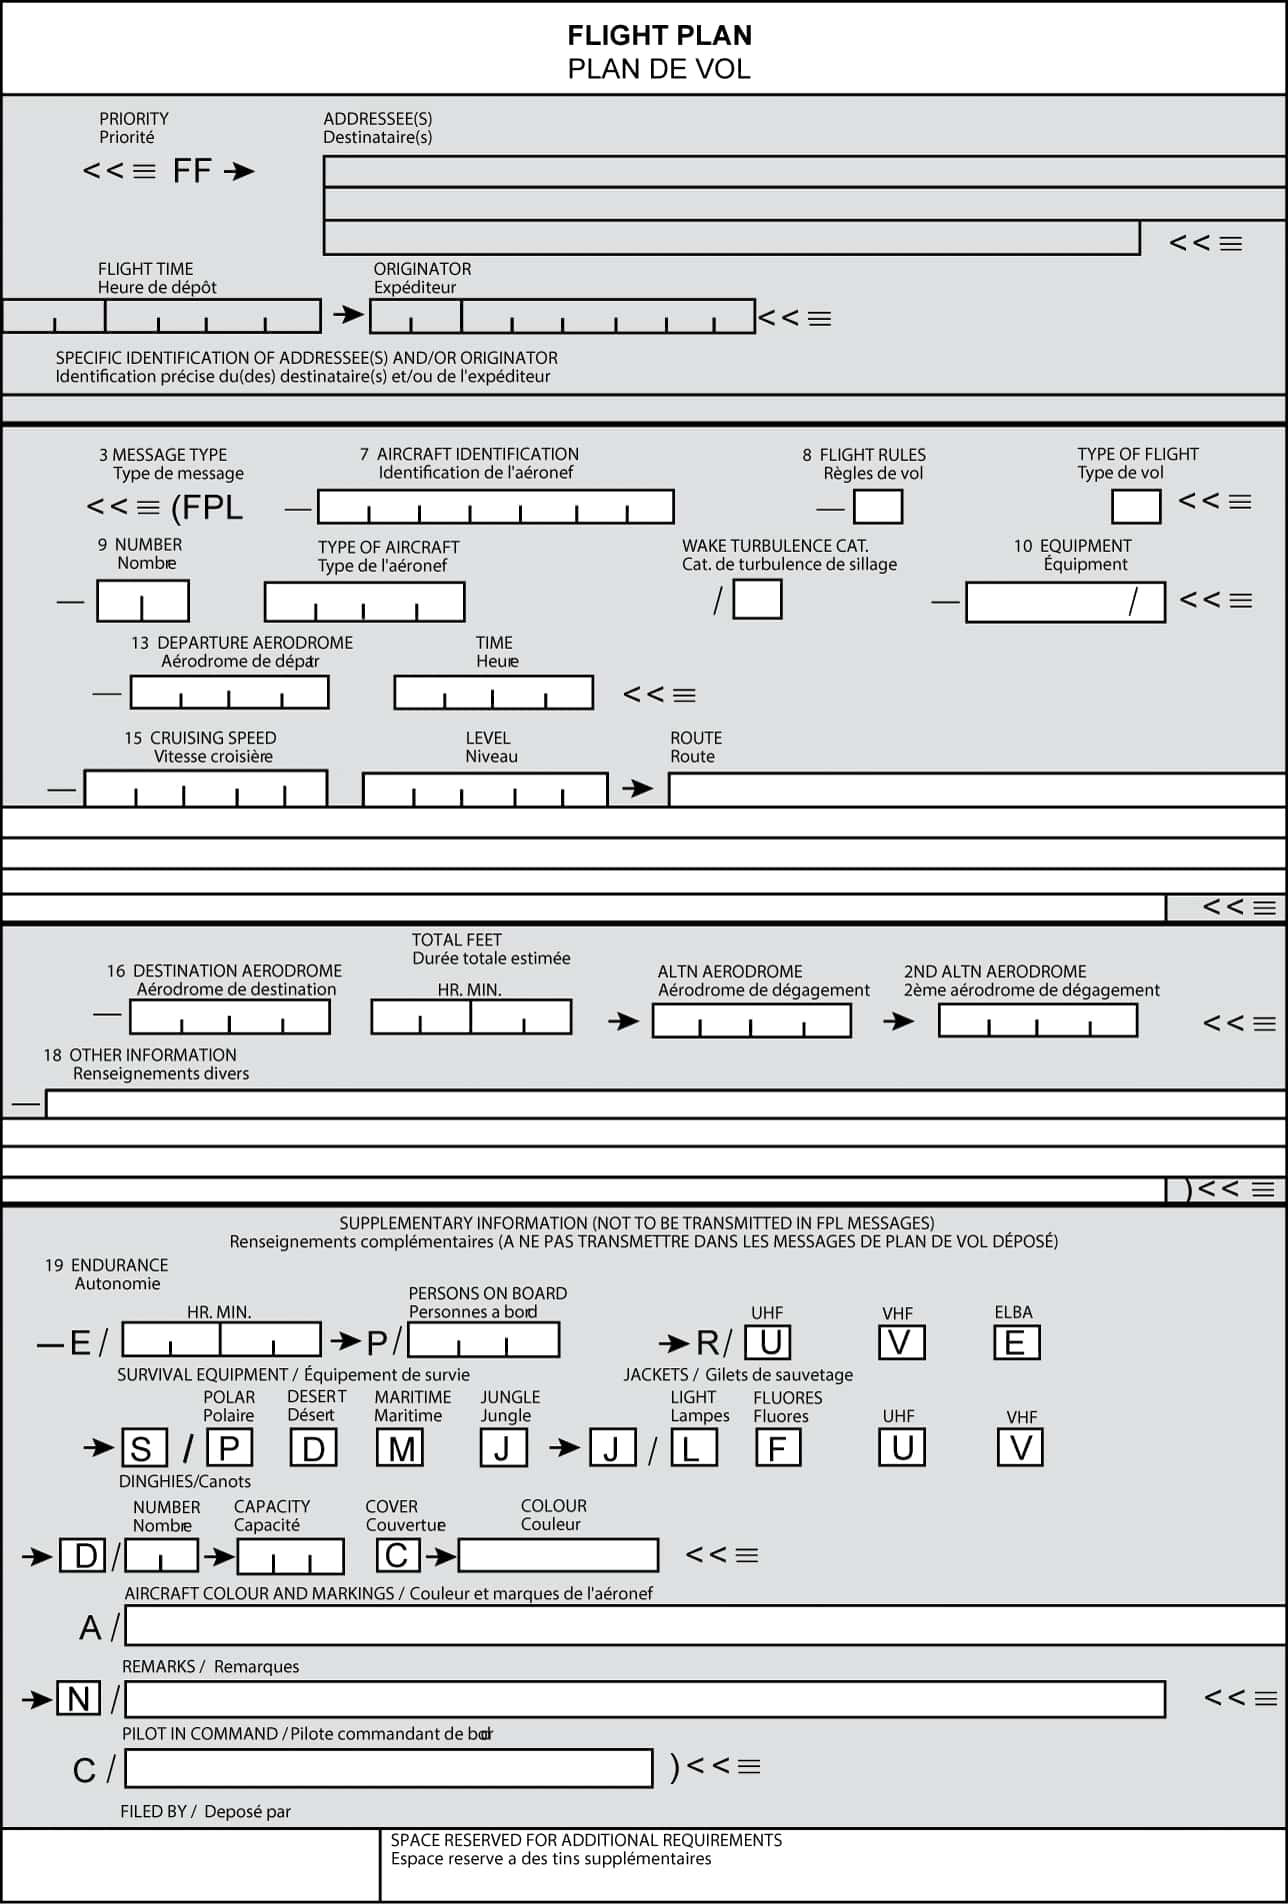 FLIGHT PLAN
PLAN DE VOL
PRIORITY
Priorité
ADDRESSEE(S)
Destinataire(s)
<<≡ FF →
<<≡
FLIGHT TIME
Heure de dépôt
ORIGINATOR
Expéditeur
→ <<≡
SPECIFIC IDENTIFICATION OF ADDRESSEE(S) AND/OR ORIGINATOR
Identification précise du(des) destinataire(s) et/ou de l'expéditeur
3 MESSAGE TYPE
Type de message
<<≡ (FPL
7 AIRCRAFT IDENTIFICATION
Identification de l'aéronef
—
8 FLIGHT RULES
Règles de vol
—
TYPE OF FLIGHT
Type de vol
<<≡
9 NUMBER
Nombre
—
TYPE OF AIRCRAFT
Type de l'aéronef
WAKE TURBULENCE CAT.
Cat. de turbulence de sillage
/
10 EQUIPMENT
Équipment
— / <<≡
13 DEPARTURE AERODROME
Aérodrome de dépatr
—
TIME
Heure
<<≡
15 CRUISING SPEED
Vitesse croisière
—
LEVEL
Niveau
→
ROUTE
Route
<<≡
16 DESTINATION AERODROME
Aérodrome de destination
—
TOTAL FEET
Durée totale estimée
HR. MIN.
→
ALTN AERODROME
Aérodrome de dégagement
→
2ND ALTN AERODROME
2ème aérodrome de dégagement
<<≡
18 OTHER INFORMATION
Renseignements divers
—
)<<≡
SUPPLEMENTARY INFORMATION (NOT TO BE TRANSMITTED IN FPL MESSAGES)
Renseignements complémentaires (A NE PAS TRANSMETTRE DANS LES MESSAGES DE PLAN DE VOL DÉPOSÉ)
19 ENDURANCE
Autonomie
HR. MIN.
—E /
PERSONS ON BOARD
Personnes a bord
→ P/
UHF VHF ELBA
→ R/ U V E
SURVIVAL EQUIPMENT / Équipement de survie
POLAR DESERT MARITIME JUNGLE
Polaire Désert Maritime Jungle
→ S / P D M J
JACKETS / Gilets de sauvetage
LIGHT FLUORES
Lampes Fluores UHF VHF
→ J / L F U V
DINGHIES/Canots
NUMBER CAPACITY COVER COLOUR
Nombre Capacité Couverture Couleur
→ D / → C → <<≡
AIRCRAFT COLOUR AND MARKINGS / Couleur et marques de l'aéronef
A /
REMARKS / Remarques
→ N / <<≡
PILOT IN COMMAND / Pilote commandant de bord
C / )<<≡
FILED BY / Deposé par
SPACE RESERVED FOR ADDITIONAL REQUIREMENTS
Espace reserve a des tins supplémentaires